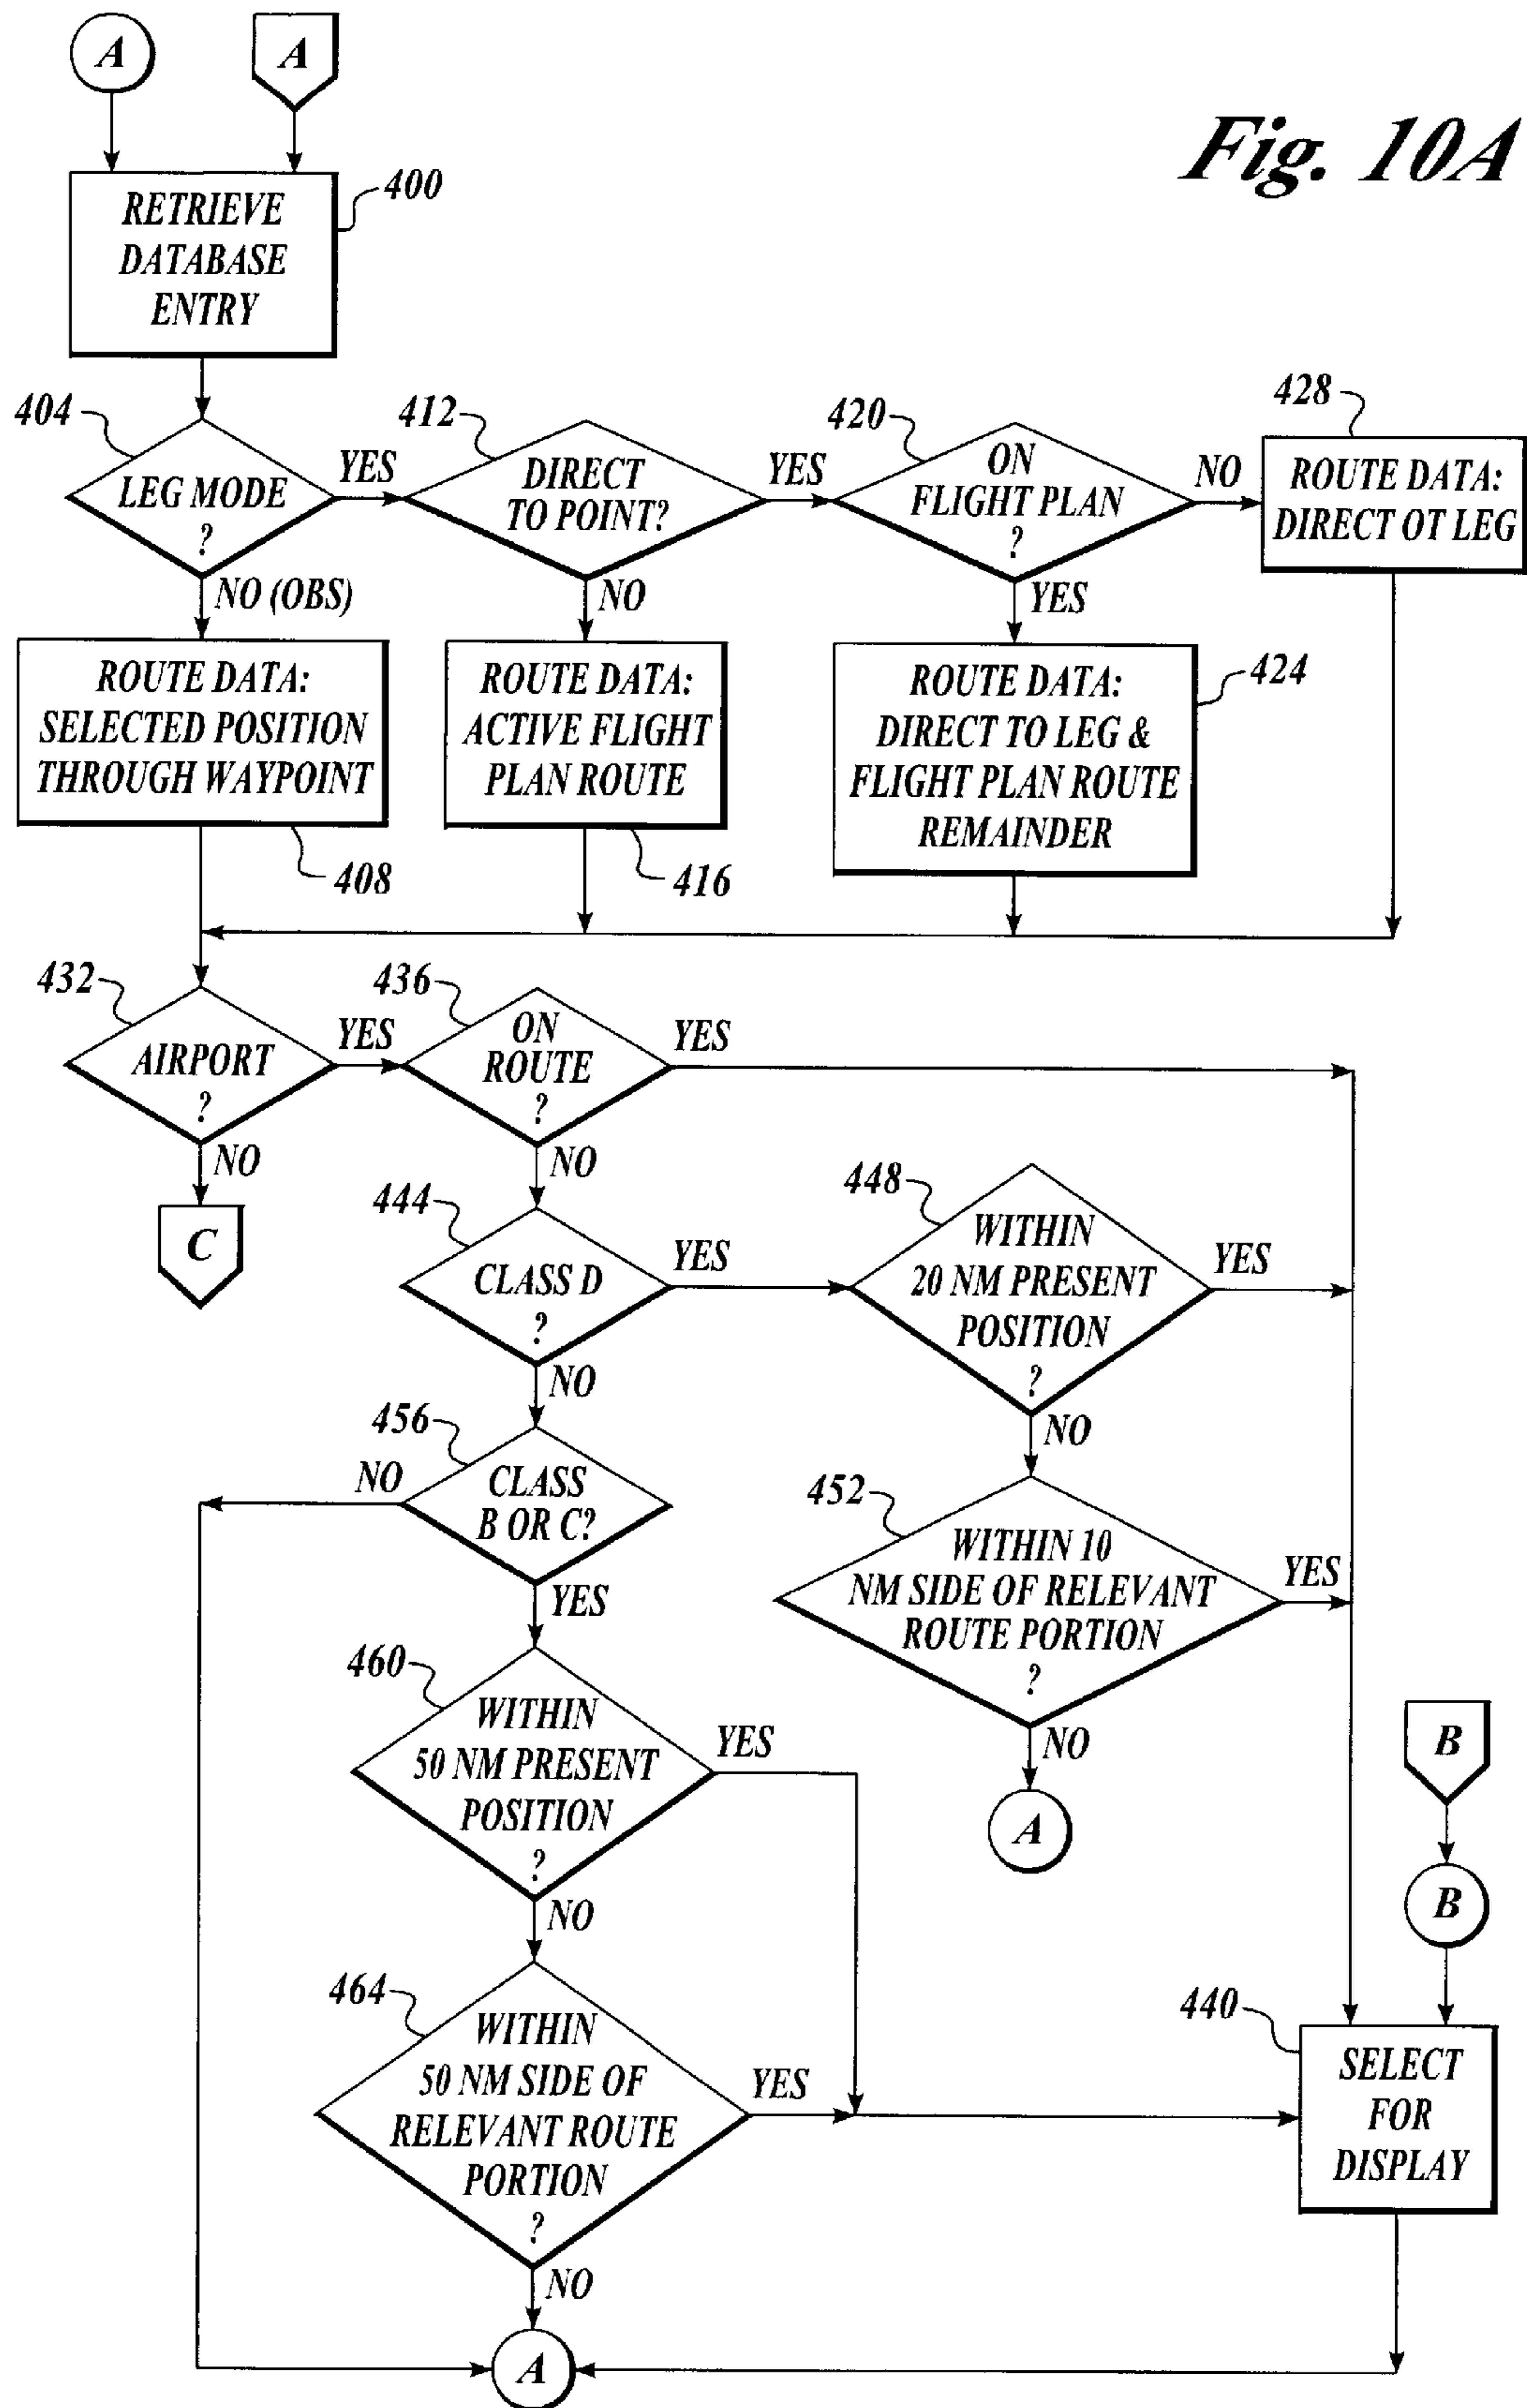 Fig. 10A
A
A
RETRIEVE
DATABASE
ENTRY
400
404
LEG MODE
?
YES
412
DIRECT
TO POINT?
YES
420
ON
FLIGHT PLAN
?
NO
428
ROUTE DATA:
DIRECT OT LEG
NO (OBS)
NO
YES
ROUTE DATA:
SELECTED POSITION
THROUGH WAYPOINT
408
ROUTE DATA:
ACTIVE FLIGHT
PLAN ROUTE
416
ROUTE DATA:
DIRECT TO LEG &
FLIGHT PLAN ROUTE
REMAINDER
424
432
AIRPORT
?
YES
436
ON
ROUTE
?
YES
NO
C
NO
444
CLASS D
?
YES
448
WITHIN
20 NM PRESENT
POSITION
?
YES
NO
NO
456
CLASS
B OR C?
NO
YES
452
WITHIN 10
NM SIDE OF RELEVANT
ROUTE PORTION
?
YES
NO
A
460
WITHIN
50 NM PRESENT
POSITION
?
YES
NO
B
B
464
WITHIN
50 NM SIDE OF
RELEVANT ROUTE
PORTION
?
YES
NO
440
SELECT
FOR
DISPLAY
A